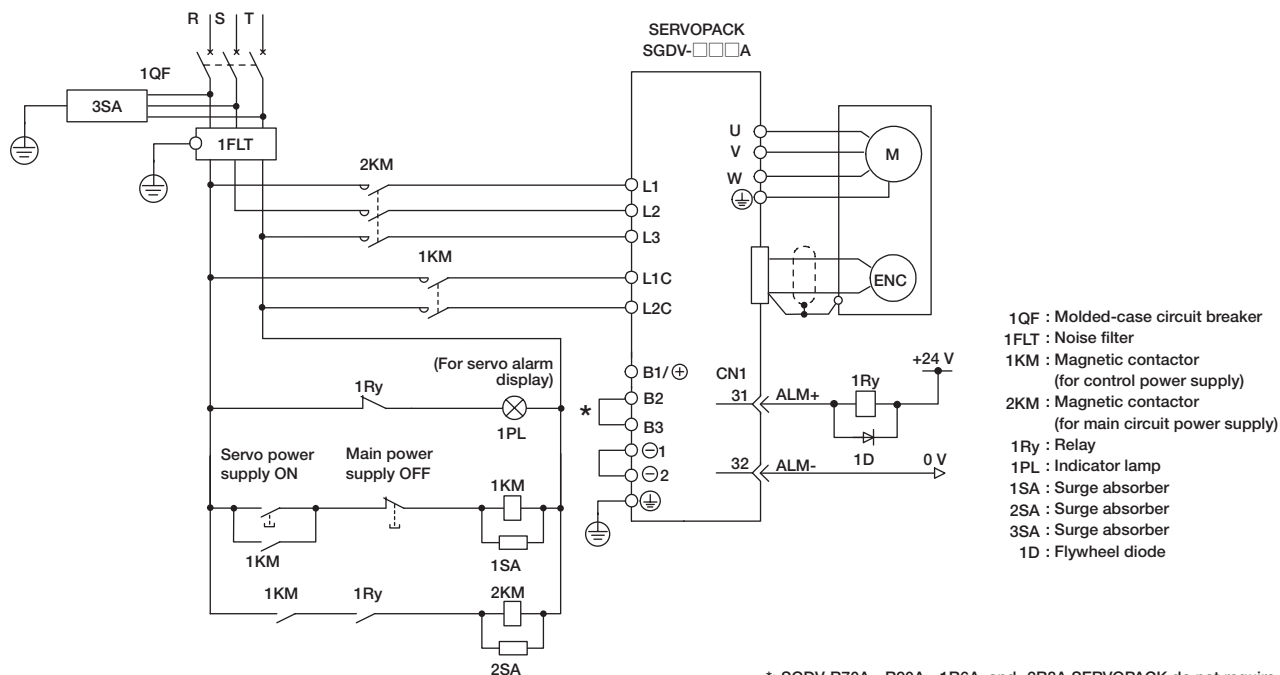 R S T
SERVOPACK
SGDV-□□□A
1QF
3SA
1FLT
U
V
W
M
2KM
L1
L2
L3
1KM
L1C
L2C
ENC
1QF : Molded-case circuit breaker
1FLT : Noise filter
1KM : Magnetic contactor
(for control power supply)
2KM : Magnetic contactor
(for main circuit power supply)
1Ry : Relay
1PL : Indicator lamp
1SA : Surge absorber
2SA : Surge absorber
3SA : Surge absorber
1D : Flywheel diode
(For servo alarm
display)
1Ry
1PL
B1/⊕
B2
*
B3
⊖1
⊖2
CN1
31
ALM+
1Ry
+24 V
1D
32
ALM-
0 V
Servo power
supply ON
Main power
supply OFF
1KM
1KM
1SA
1KM
1Ry
2KM
2SA